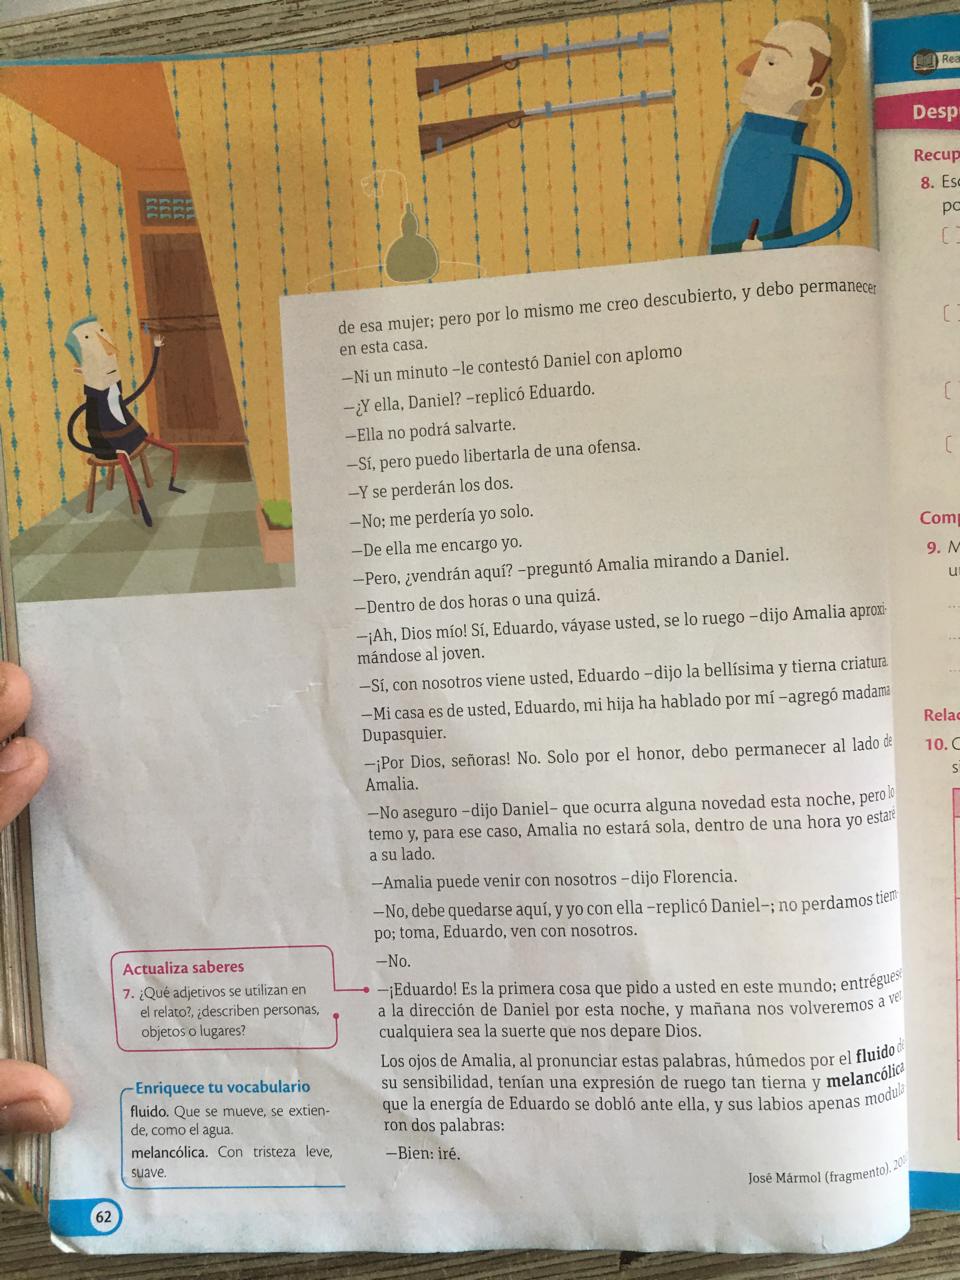 de esa mujer; pero por lo mismo me creo descubierto, y debo permanecer
en esta casa.
—Ni un minuto –le contestó Daniel con aplomo
—¿Y ella, Daniel? –replicó Eduardo.
—Ella no podrá salvarte.
—Sí, pero puedo libertarla de una ofensa.
—Y se perderán los dos.
—No; me perdería yo solo.
—De ella me encargo yo.
—Pero, ¿vendrán aquí? –preguntó Amalia mirando a Daniel.
—Dentro de dos horas o una quizá.
—¡Ah, Dios mío! Sí, Eduardo, váyase usted, se lo ruego –dijo Amalia aproxi-
mándose al joven.
—Sí, con nosotros viene usted, Eduardo –dijo la bellísima y tierna criatura.
—Mi casa es de usted, Eduardo, mi hija ha hablado por mí –agregó madama
Dupasquier.
—¡Por Dios, señoras! No. Solo por el honor, debo permanecer al lado de
Amalia.
—No aseguro –dijo Daniel– que ocurra alguna novedad esta noche, pero lo
temo y, para ese caso, Amalia no estará sola, dentro de una hora yo estaré
a su lado.
—Amalia puede venir con nosotros –dijo Florencia.
—No, debe quedarse aquí, y yo con ella –replicó Daniel–; no perdamos tiem-
po; toma, Eduardo, ven con nosotros.
—No.
—¡Eduardo! Es la primera cosa que pido a usted en este mundo; entréguese
a la dirección de Daniel por esta noche, y mañana nos volveremos a ver,
cualquiera sea la suerte que nos depare Dios.
Los ojos de Amalia, al pronunciar estas palabras, húmedos por el fluido de
su sensibilidad, tenían una expresión de ruego tan tierna y melancólica
que la energía de Eduardo se dobló ante ella, y sus labios apenas modula-
ron dos palabras:
—Bien: iré.
José Mármol (fragmento).
Actualiza saberes
7. ¿Qué adjetivos se utilizan en
el relato?, ¿describen personas,
objetos o lugares?
Enriquece tu vocabulario
fluido. Que se mueve, se extien-
de, como el agua.
melancólica. Con tristeza leve,
suave.
62
8.
9.
10.